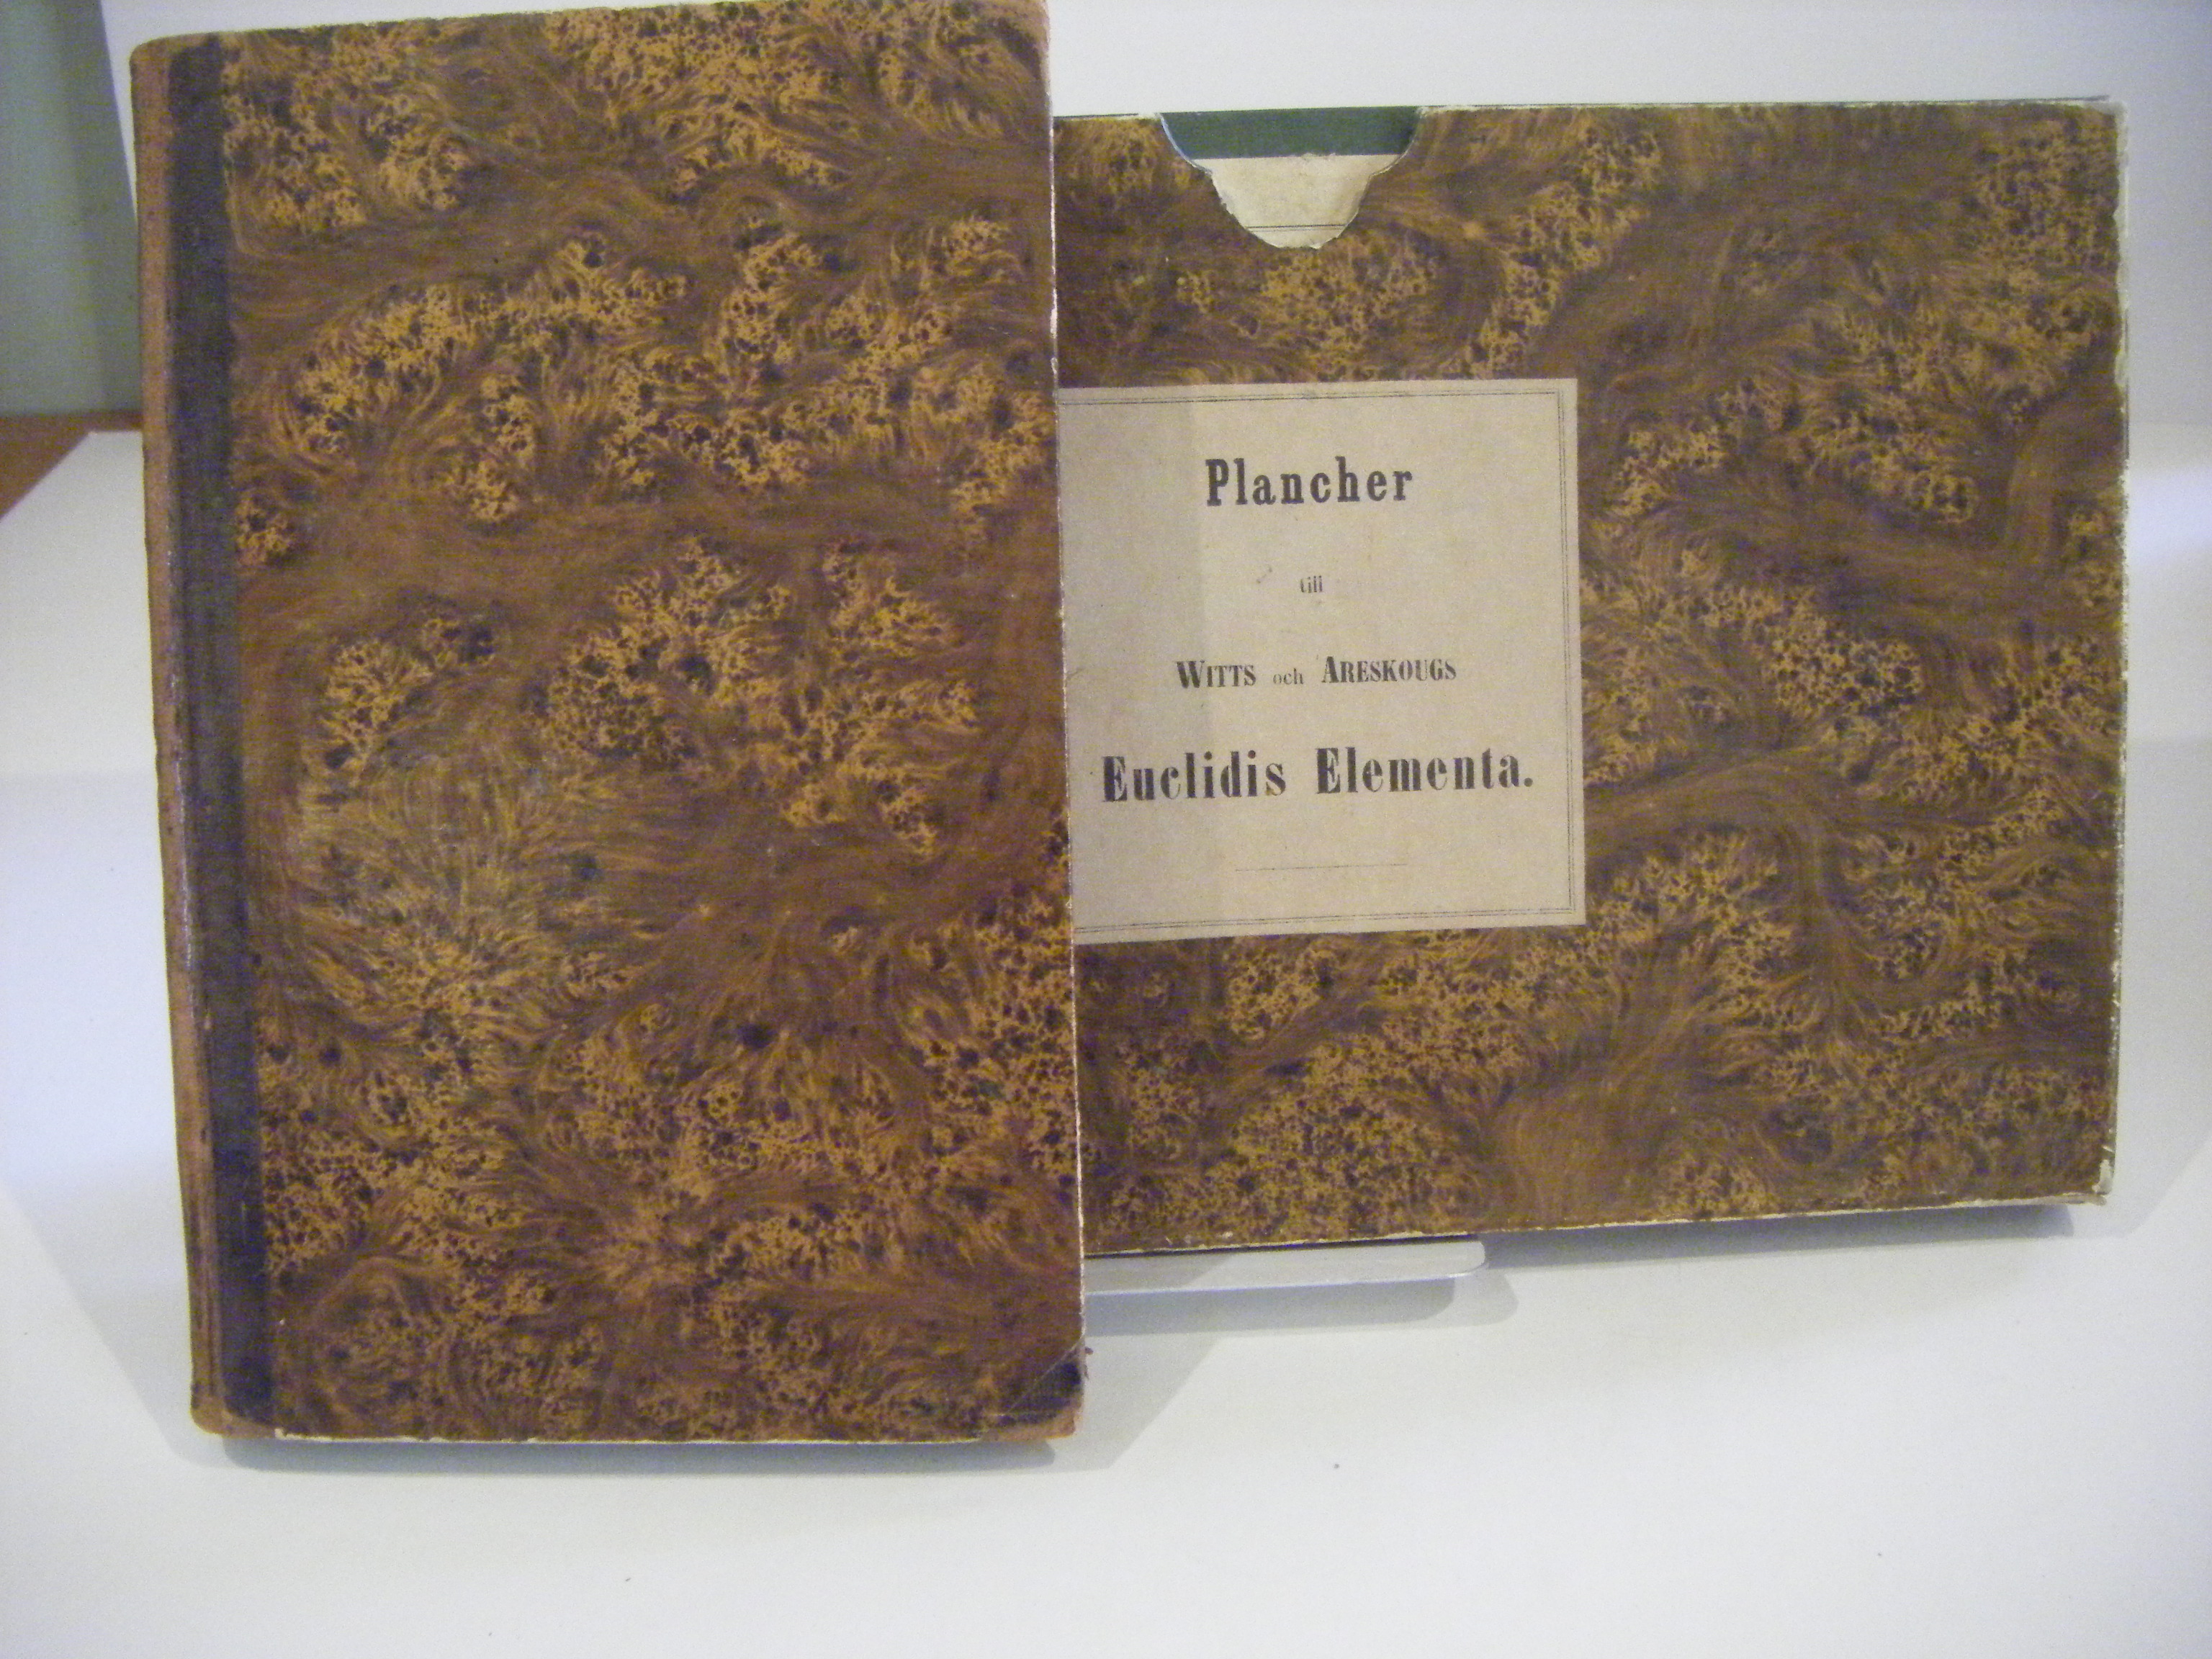 Plancher
till
WITTS och ARESKOUGS
Euclidis Elementa.